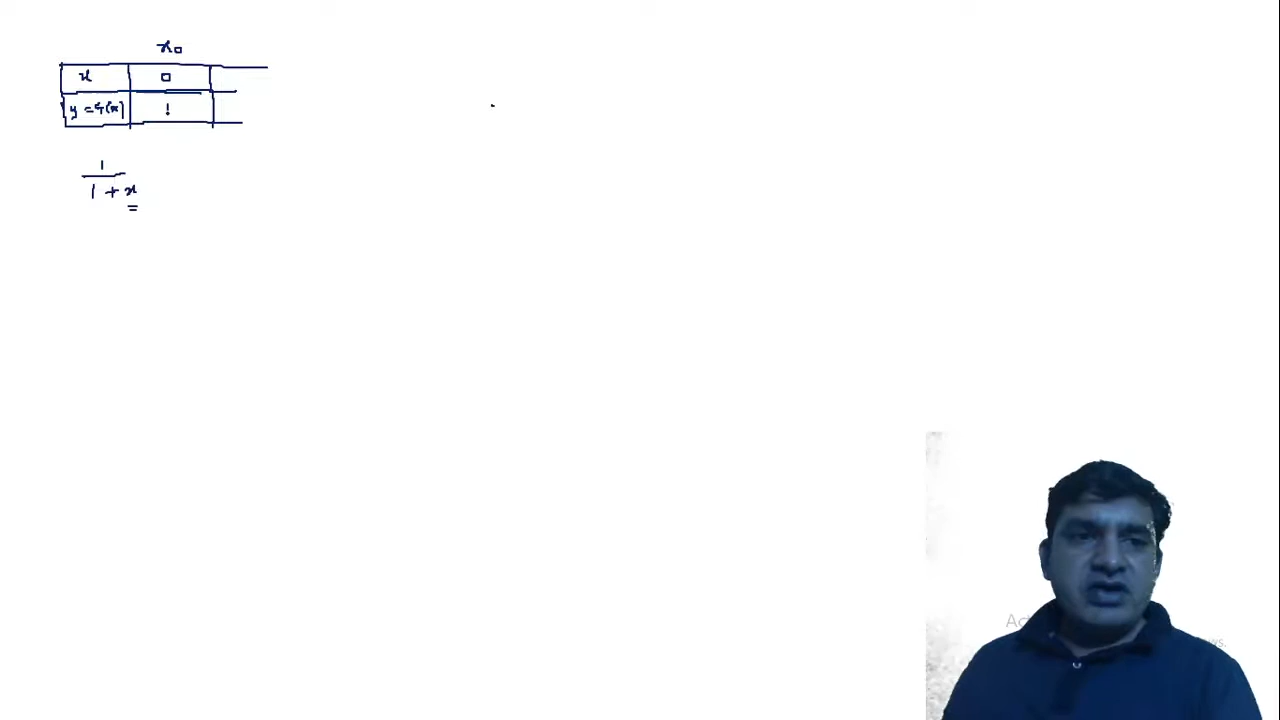 x₀
x 0
y = f(x) 1
1
1 + x